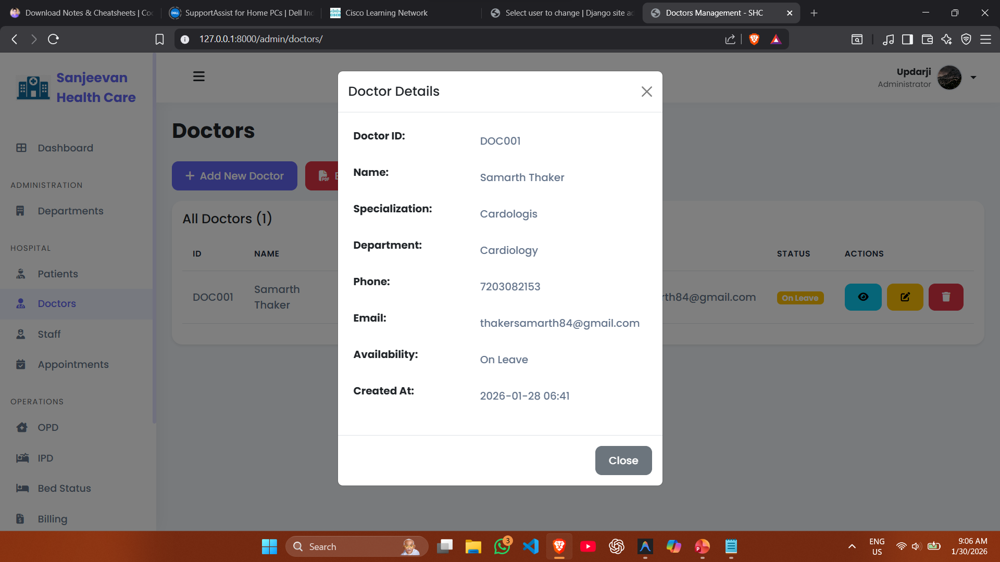 Download Notes & Cheatsheets | Co
SupportAssist for Home PCs | Dell In
Cisco Learning Network
Select user to change | Django site a
Doctors Management - SHC
127.0.0.1:8000/admin/doctors/
Sanjeevan
Health Care
Updarji
Administrator
Dashboard
ADMINISTRATION
Departments
HOSPITAL
Patients
Doctors
Staff
Appointments
OPERATIONS
OPD
IPD
Bed Status
Billing
Doctors
Add New Doctor
PDF
All Doctors (1)
ID
NAME
STATUS
ACTIONS
DOC001
Samarth
Thaker
rth84@gmail.com
On Leave
Doctor Details
Doctor ID:
DOC001
Name:
Samarth Thaker
Specialization:
Cardologis
Department:
Cardiology
Phone:
7203082153
Email:
thakersamarth84@gmail.com
Availability:
On Leave
Created At:
2026-01-28 06:41
Close
Search
3
ENG
US
9:06 AM
1/30/2026